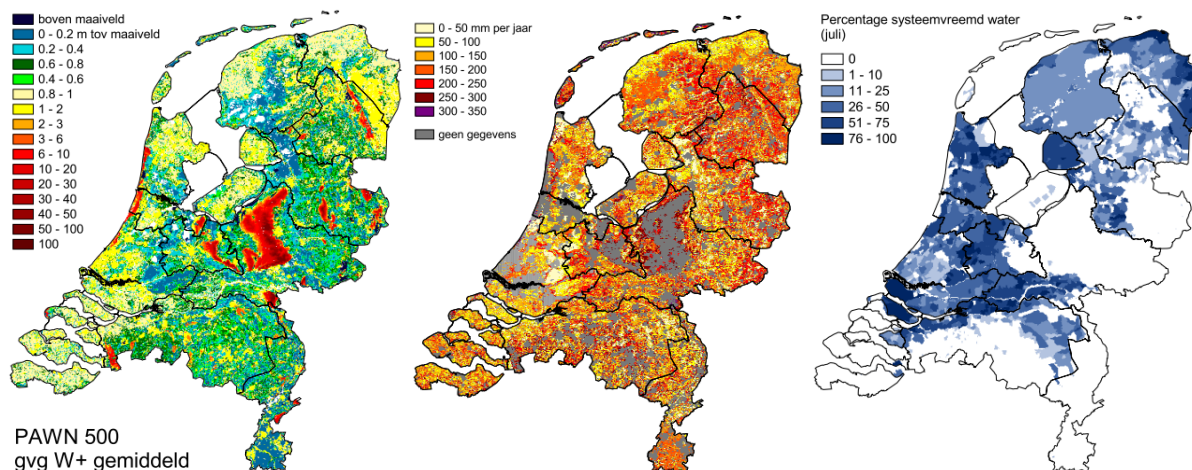 boven maaiveld
0 - 0.2 m tov maaiveld
0.2 - 0.4
0.6 - 0.8
0.4 - 0.6
0.8 - 1
1 - 2
2 - 3
3 - 6
6 - 10
10 - 20
20 - 30
30 - 40
40 - 50
50 - 100
100
PAWN 500
gvg W+ gemiddeld
0 - 50 mm per jaar
50 - 100
100 - 150
150 - 200
200 - 250
250 - 300
300 - 350
geen gegevens
Percentage systeemvreemd water
(juli)
0
1 - 10
11 - 25
26 - 50
51 - 75
76 - 100